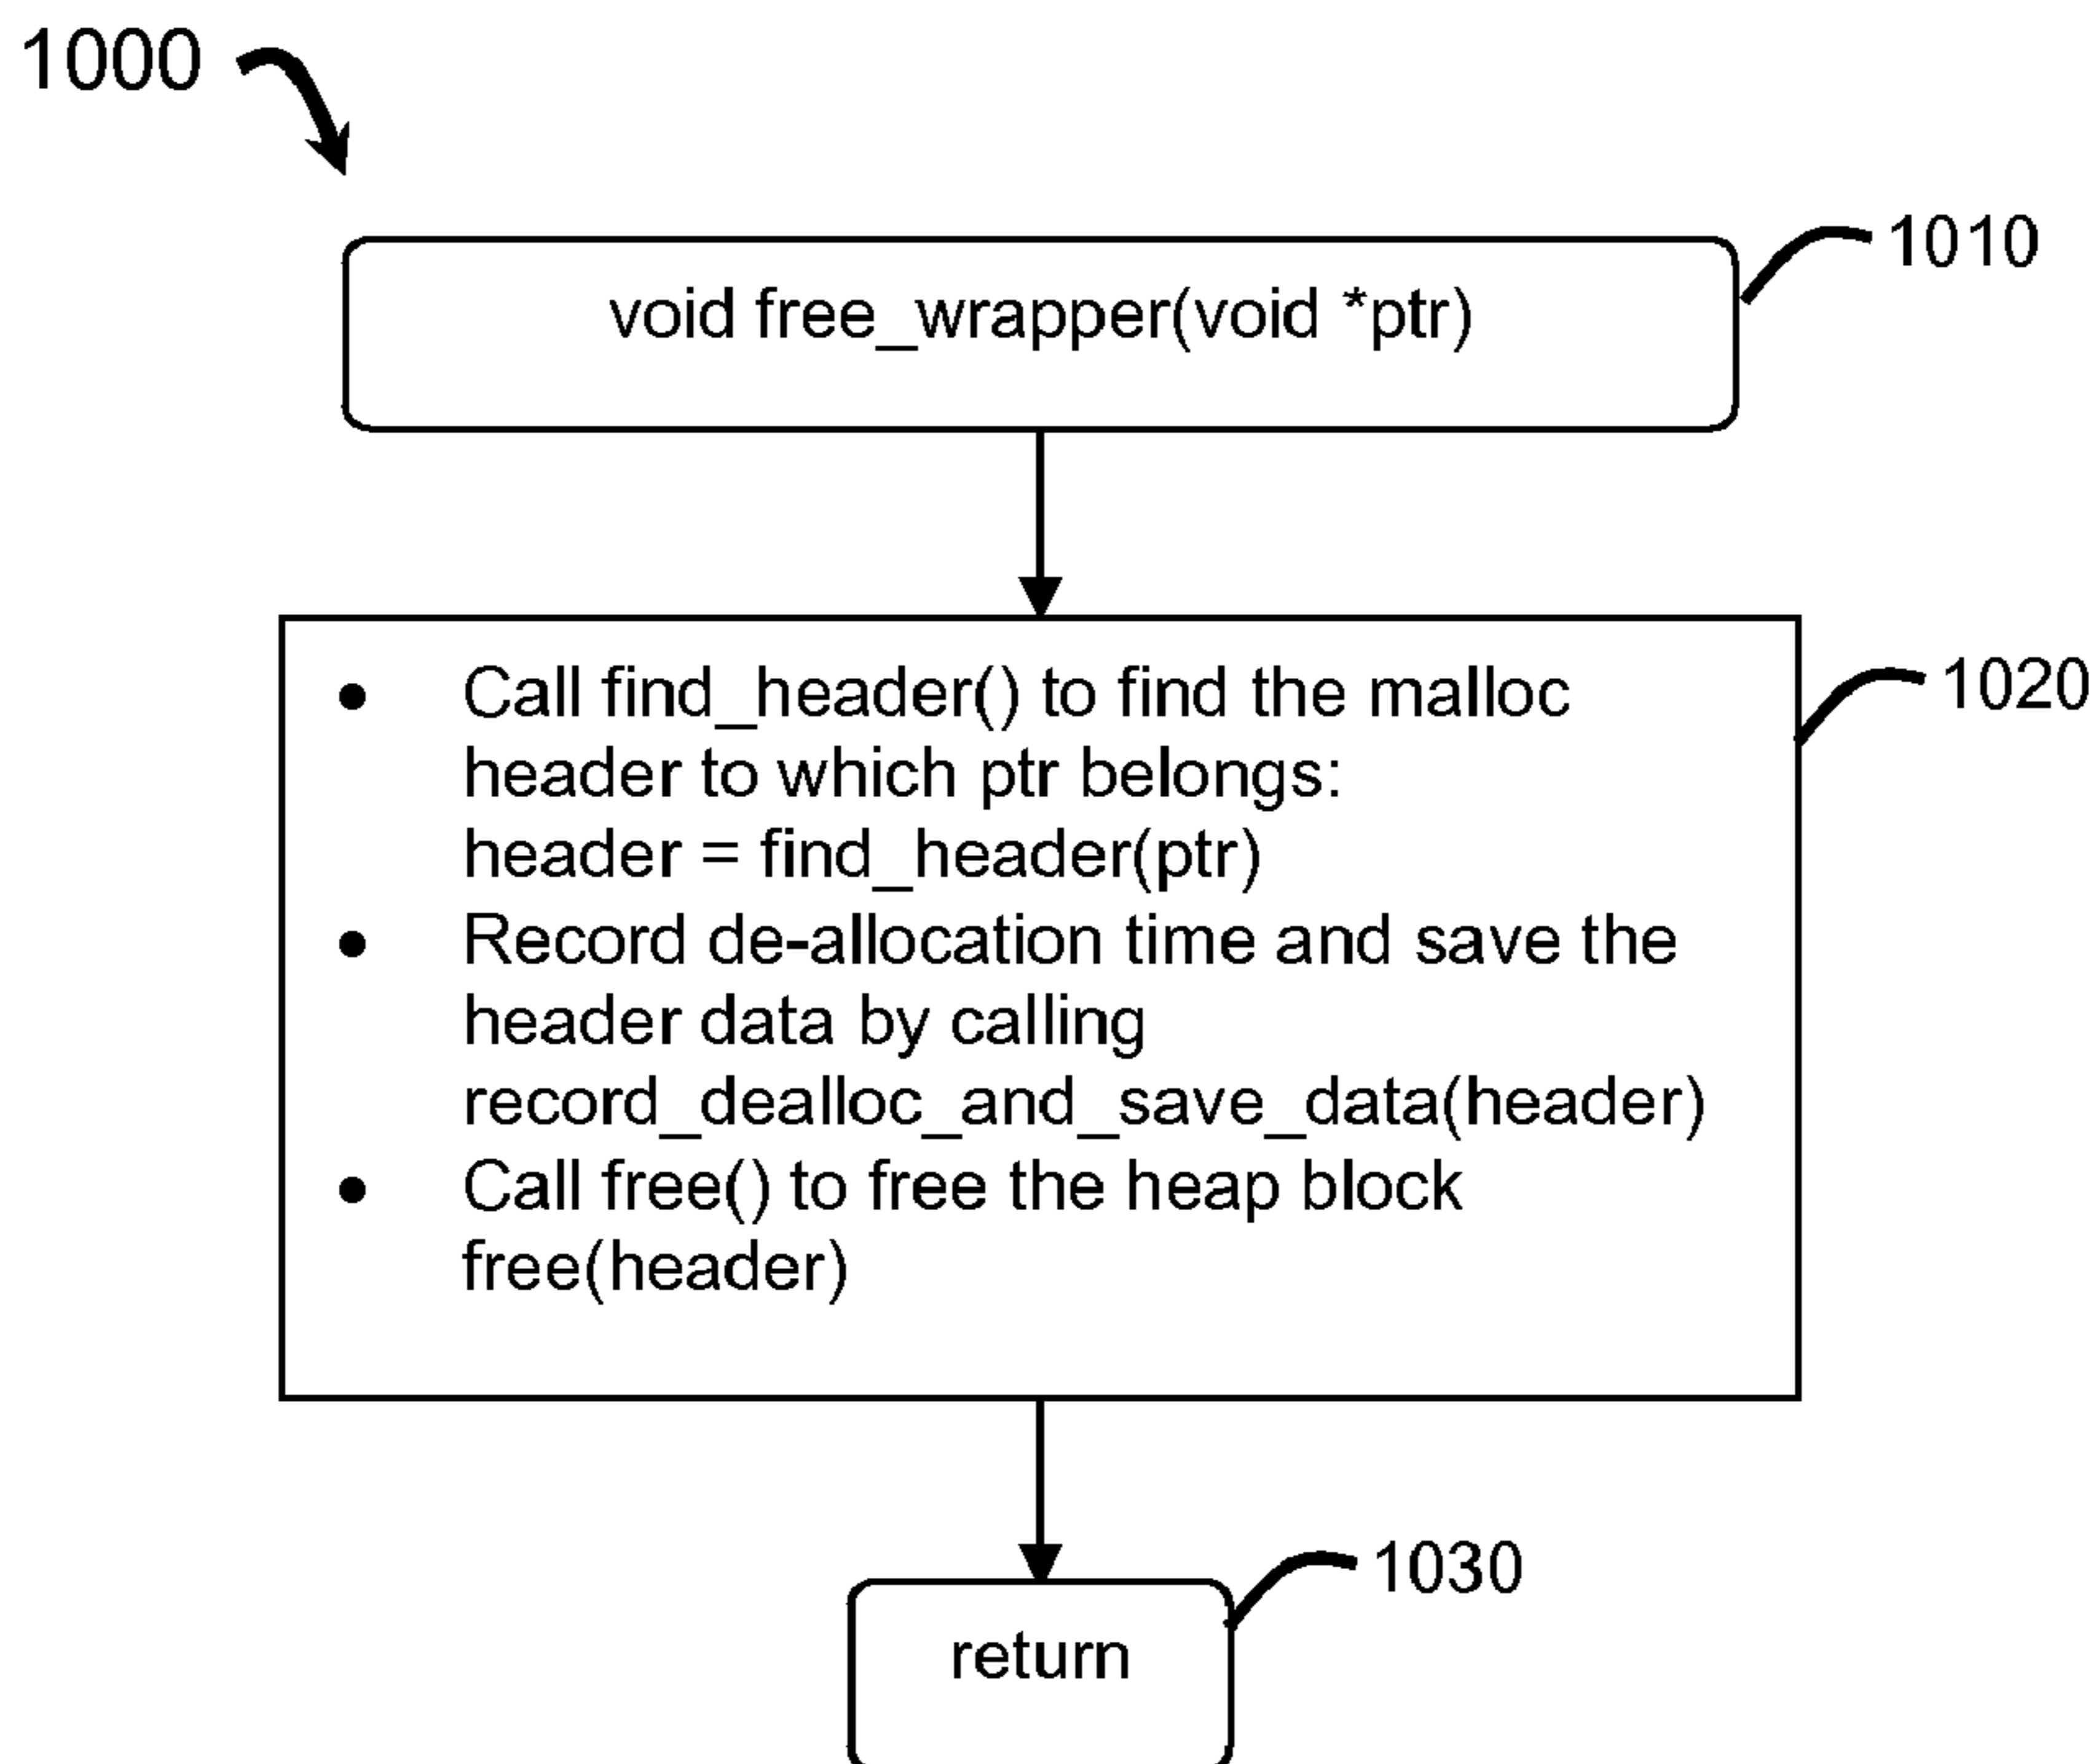 1000
1010
void free_wrapper(void *ptr)
1020
• Call find_header() to find the malloc
header to which ptr belongs:
header = find_header(ptr)
• Record de-allocation time and save the
header data by calling
record_dealloc_and_save_data(header)
• Call free() to free the heap block
free(header)
1030
return